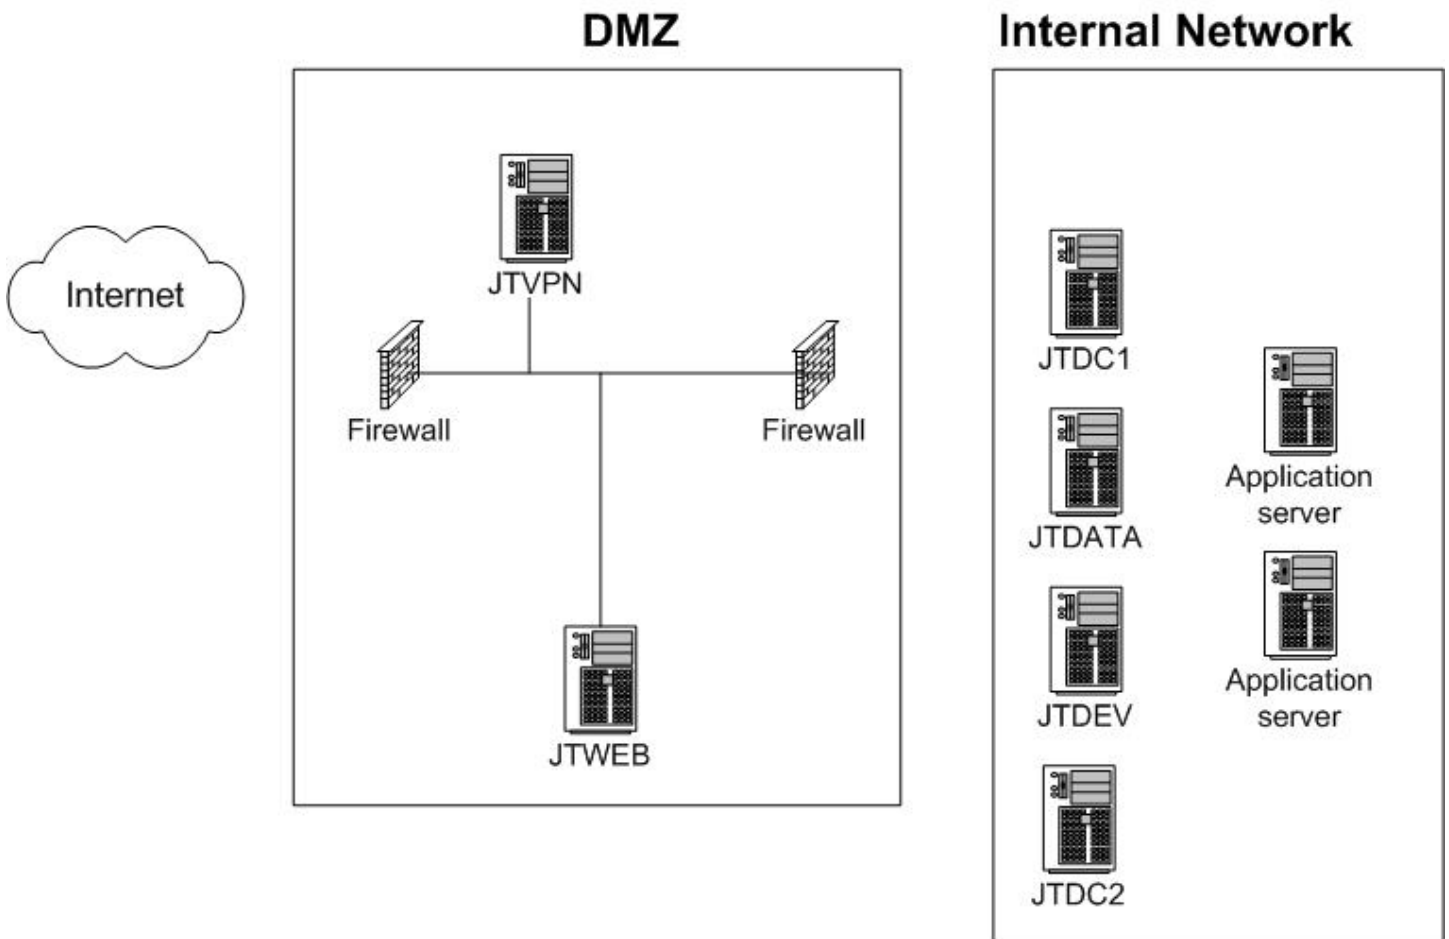 DMZ
Internal Network
Internet
JTVPN
Firewall
Firewall
JTWEB
JTDC1
JTDATA
JTDEV
JTDC2
Application
server
Application
server